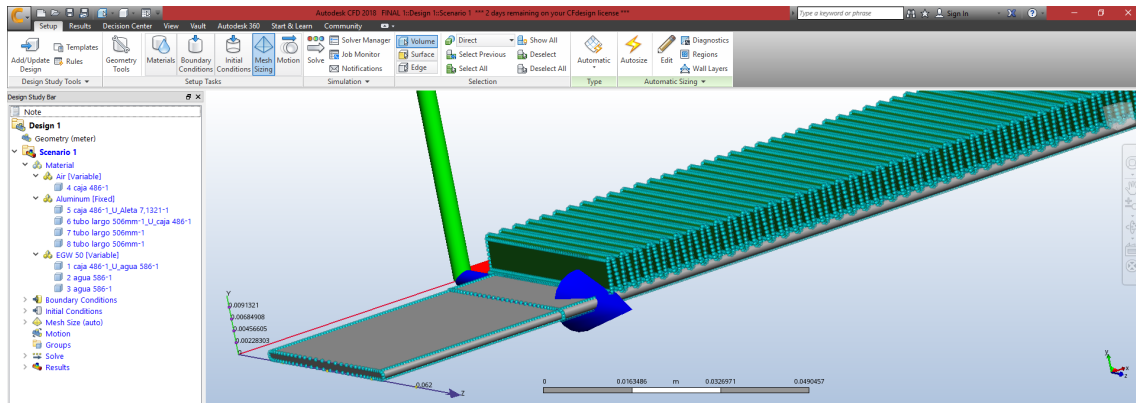 Autodesk CFD 2018 FINAL 1::Design 1::Scenario 1 *** 2 days remaining on your CFdesign license ***
Type a keyword or phrase
Sign In
Setup Results Decision Center View Vault Autodesk 360 Start & Learn Community
Add/Update Design
Templates
Rules
Geometry Tools
Materials
Boundary Conditions
Initial Conditions
Mesh Sizing
Motion
Solve
Solver Manager
Job Monitor
Notifications
Volume
Surface
Edge
Direct
Select Previous
Select All
Show All
Deselect
Deselect All
Automatic
Autosize
Edit
Diagnostics
Regions
Wall Layers
Design Study Tools
Setup Tasks
Simulation
Selection
Type
Automatic Sizing
Design Study Bar
Note
Design 1
Geometry (meter)
Scenario 1
Material
Air [Variable]
4 caja 486-1
Aluminum [Fixed]
5 caja 486-1_U_Aleta 7,1321-1
6 tubo largo 506mm-1_U_caja 486-1
7 tubo largo 506mm-1
8 tubo largo 506mm-1
EGW 50 [Variable]
1 caja 486-1_U_agua 586-1
2 agua 586-1
3 agua 586-1
Boundary Conditions
Initial Conditions
Mesh Size (auto)
Motion
Groups
Solve
Results
Y
0.0091321
0.00684908
0.00456605
0.00228303
0.062
Z
0 0.0163486 m 0.0326971 0.0490457
Y
X
Z